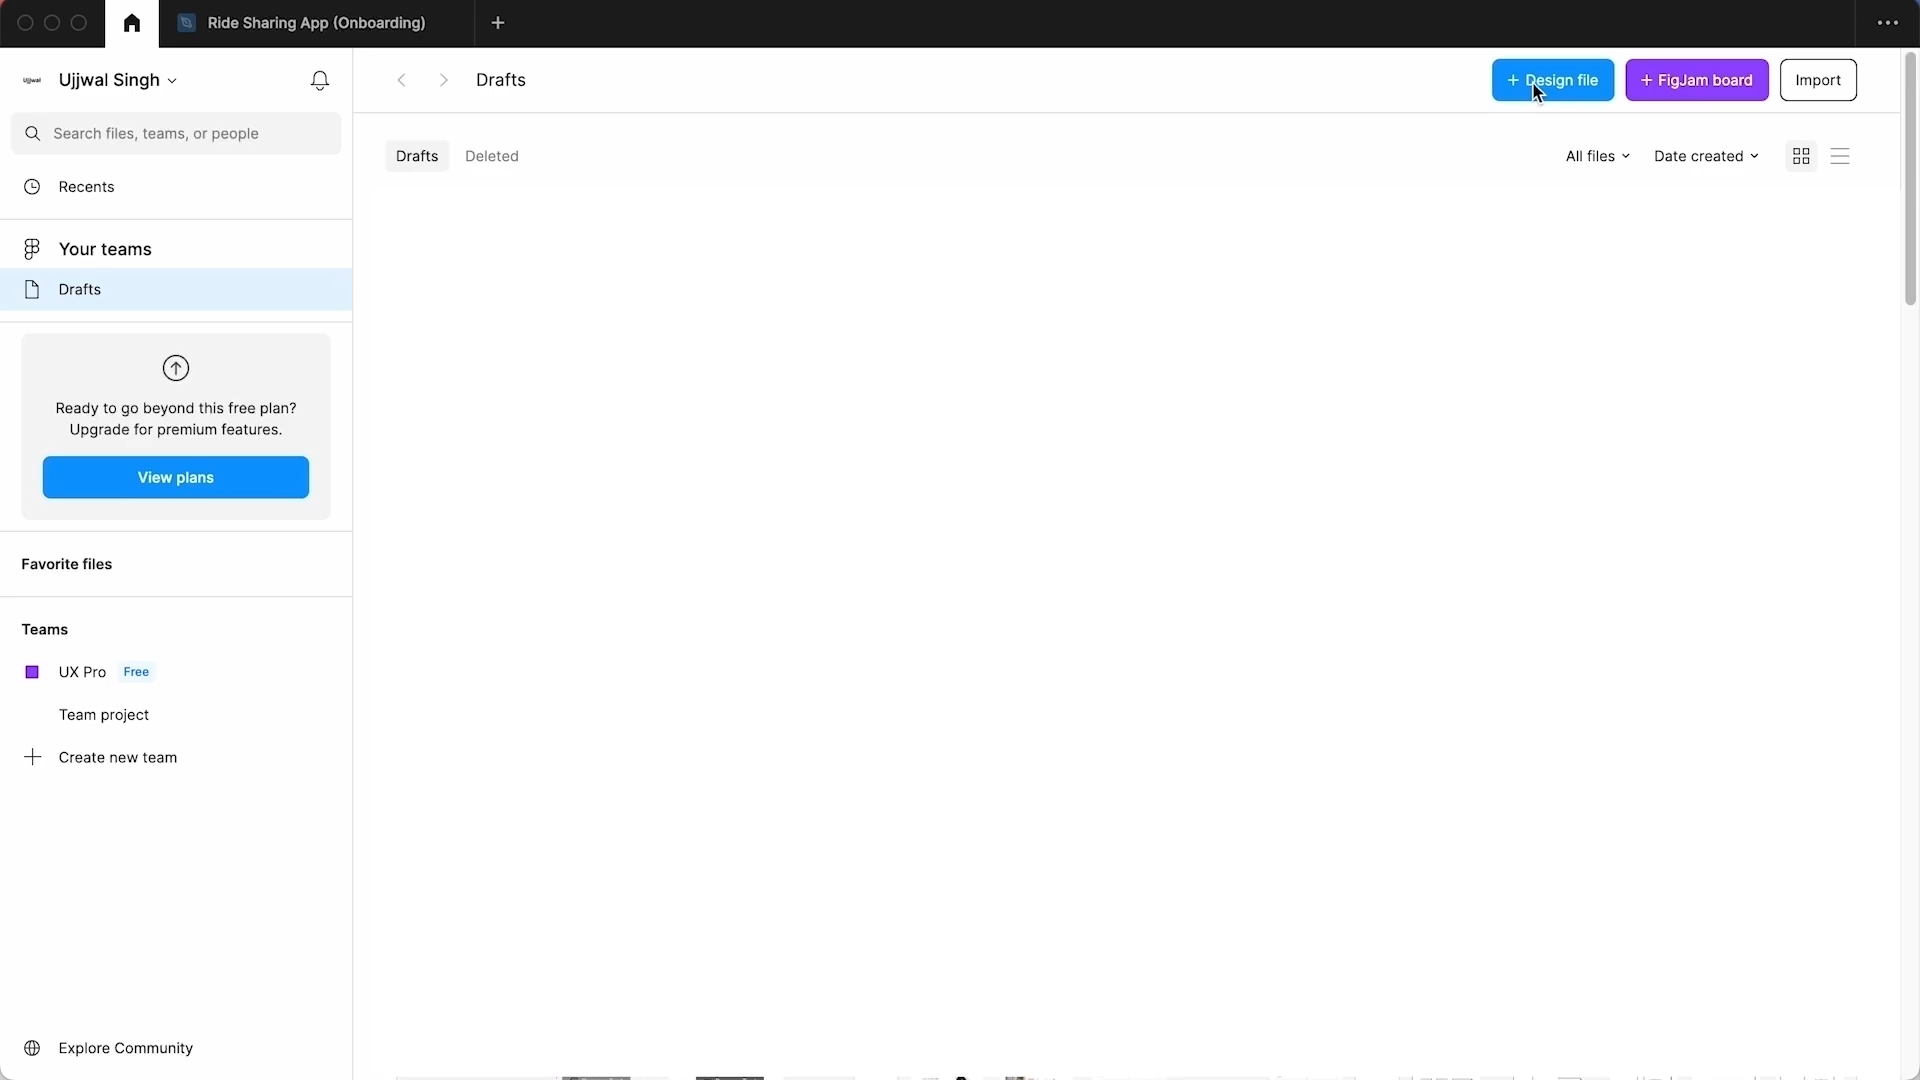 Ride Sharing App (Onboarding)
Ujjwal
Ujjwal Singh
Drafts
+ Design file
+ FigJam board
Import
Search files, teams, or people
Drafts
Deleted
All files
Date created
Recents
Your teams
Drafts
Ready to go beyond this free plan?
Upgrade for premium features.
View plans
Favorite files
Teams
UX Pro
Free
Team project
Create new team
Explore Community